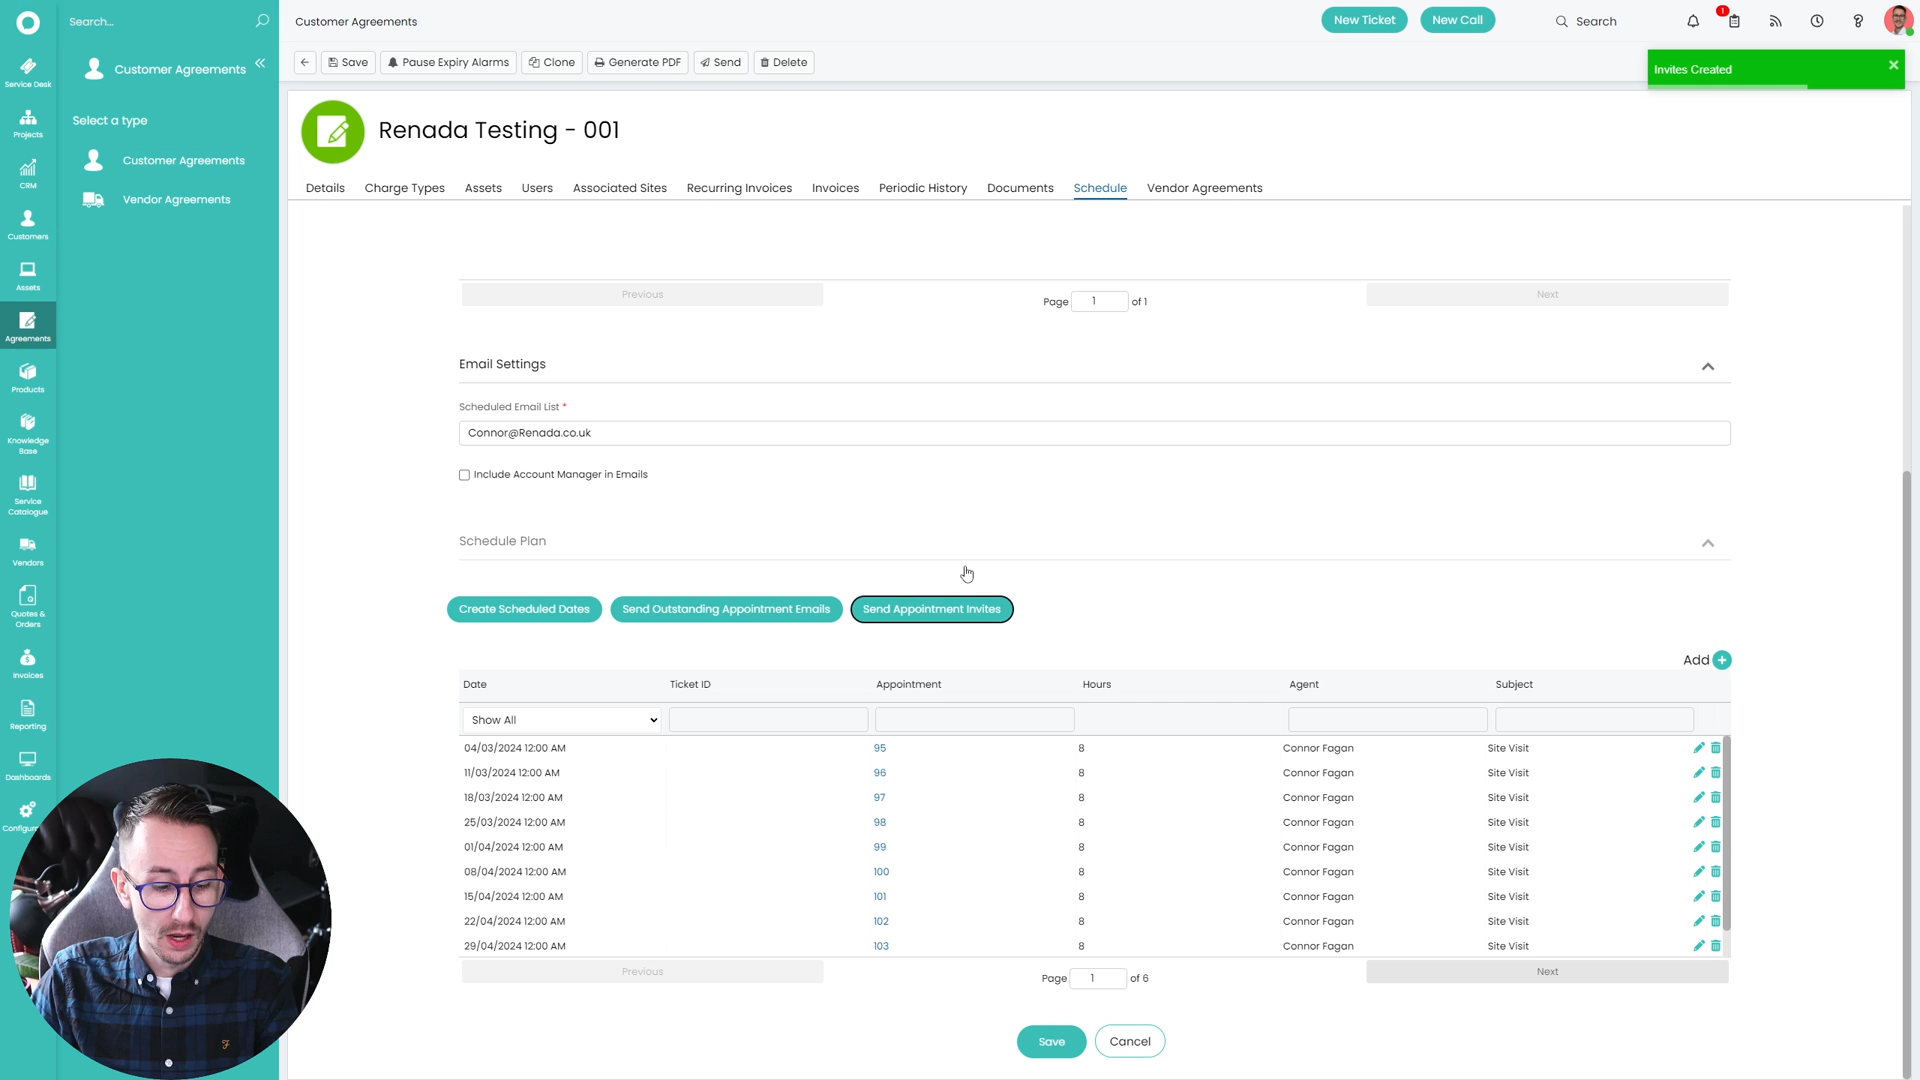 Search...
Customer Agreements
New Ticket
New Call
Search
1
Service Desk
Projects
CRM
Customers
Assets
Agreements
Products
Knowledge
Base
Service
Catalogue
Vendors
Quotes &
Orders
Invoices
Reporting
Dashboards
Configur
Customer Agreements
Select a type
Customer Agreements
Vendor Agreements
Save
Pause Expiry Alarms
Clone
Generate PDF
Send
Delete
Invites Created
Renada Testing - 001
Details Charge Types Assets Users Associated Sites Recurring Invoices Invoices Periodic History Documents Schedule Vendor Agreements
Previous Page 1 of 1 Next
Email Settings
Scheduled Email List *
Connor@Renada.co.uk
Include Account Manager in Emails
Schedule Plan
Create Scheduled Dates Send Outstanding Appointment Emails Send Appointment Invites
Add
Date Ticket ID Appointment Hours Agent Subject
Show All
04/03/2024 12:00 AM 95 8 Connor Fagan Site Visit
11/03/2024 12:00 AM 96 8 Connor Fagan Site Visit
18/03/2024 12:00 AM 97 8 Connor Fagan Site Visit
25/03/2024 12:00 AM 98 8 Connor Fagan Site Visit
01/04/2024 12:00 AM 99 8 Connor Fagan Site Visit
08/04/2024 12:00 AM 100 8 Connor Fagan Site Visit
15/04/2024 12:00 AM 101 8 Connor Fagan Site Visit
22/04/2024 12:00 AM 102 8 Connor Fagan Site Visit
29/04/2024 12:00 AM 103 8 Connor Fagan Site Visit
Previous Page 1 of 6 Next
Save Cancel